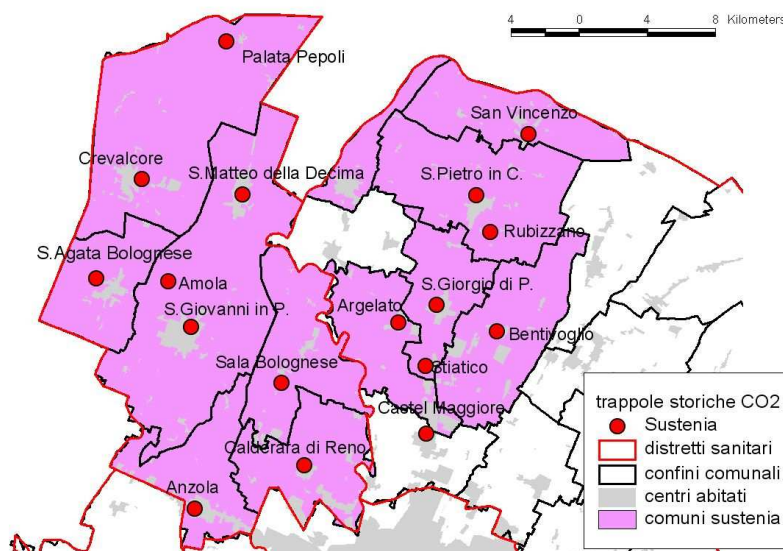 4 0 4 8 Kilometers
Palata Pepoli
San Vincenzo
Crevalcore
S.Matteo della Decima
S.Pietro in C.
Rubizzano
S.Agata Bolognese
Amola
S.Giorgio di P.
S.Giovanni in P.
Argelato
Bentivoglio
Sala Bolognese
Stiatico
Castel Maggiore
Calderara di Reno
Anzola
trappole storiche CO2
Sustenia
distretti sanitari
confini comunali
centri abitati
comuni sustenia